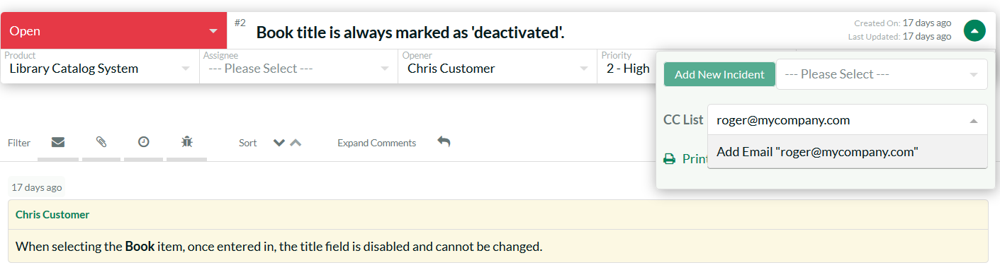 Open
#2
Book title is always marked as 'deactivated'.
Created On: 17 days ago
Last Updated: 17 days ago
Product
Library Catalog System
Assignee
--- Please Select ---
Opener
Chris Customer
Priority
2 - High
Add New Incident
--- Please Select ---
CC List
roger@mycompany.com
Add Email "roger@mycompany.com"
Print
Filter
Sort
Expand Comments
17 days ago
Chris Customer
When selecting the Book item, once entered in, the title field is disabled and cannot be changed.